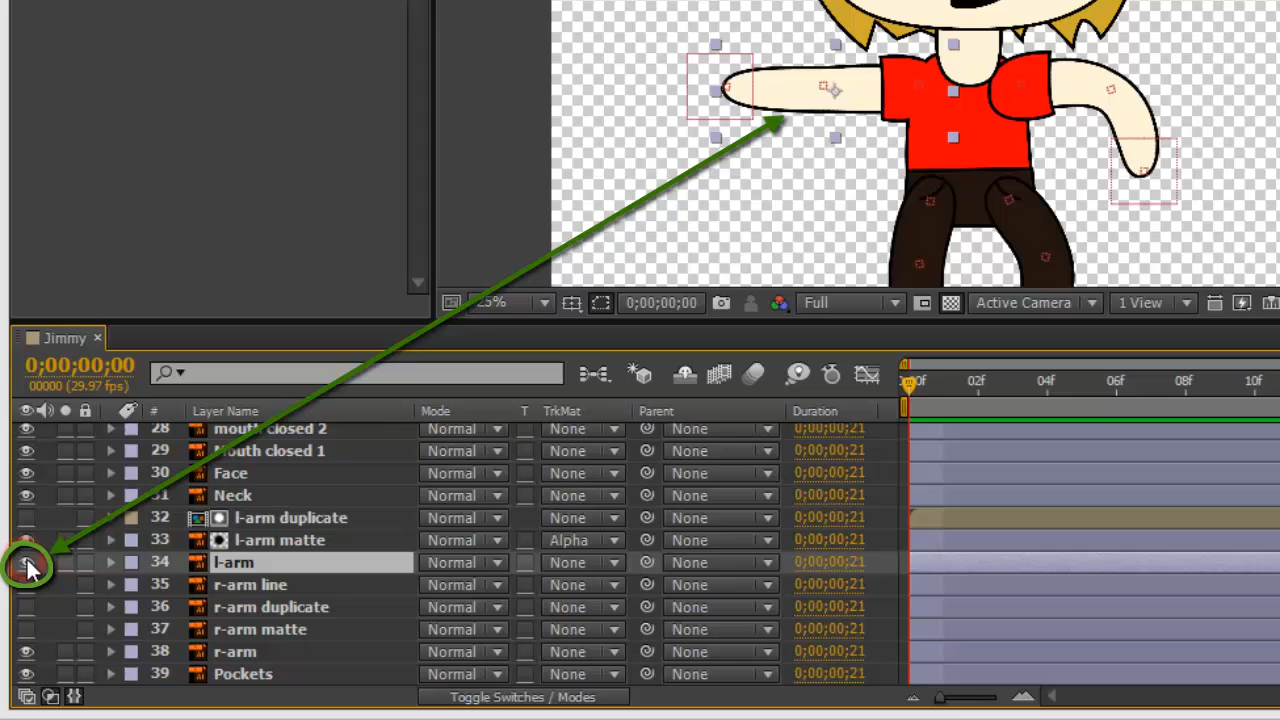 25% 0;00;00;00 Full Active Camera 1 View
Jimmy ×
0;00;00;00
00000 (29.97 fps)
00f 02f 04f 06f 08f 10f
# Layer Name Mode T TrkMat Parent Duration
28 mouth closed 2 Normal None None 0;00;00;21
29 Mouth closed 1 Normal None None 0;00;00;21
30 Face Normal None None 0;00;00;21
31 Neck Normal None None 0;00;00;21
32 l-arm duplicate Normal None None 0;00;00;21
33 l-arm matte Normal Alpha None 0;00;00;21
34 l-arm Normal None None 0;00;00;21
35 r-arm line Normal None None 0;00;00;21
36 r-arm duplicate Normal None None 0;00;00;21
37 r-arm matte Normal None None 0;00;00;21
38 r-arm Normal None None 0;00;00;21
39 Pockets Normal None None 0;00;00;21
Toggle Switches / Modes